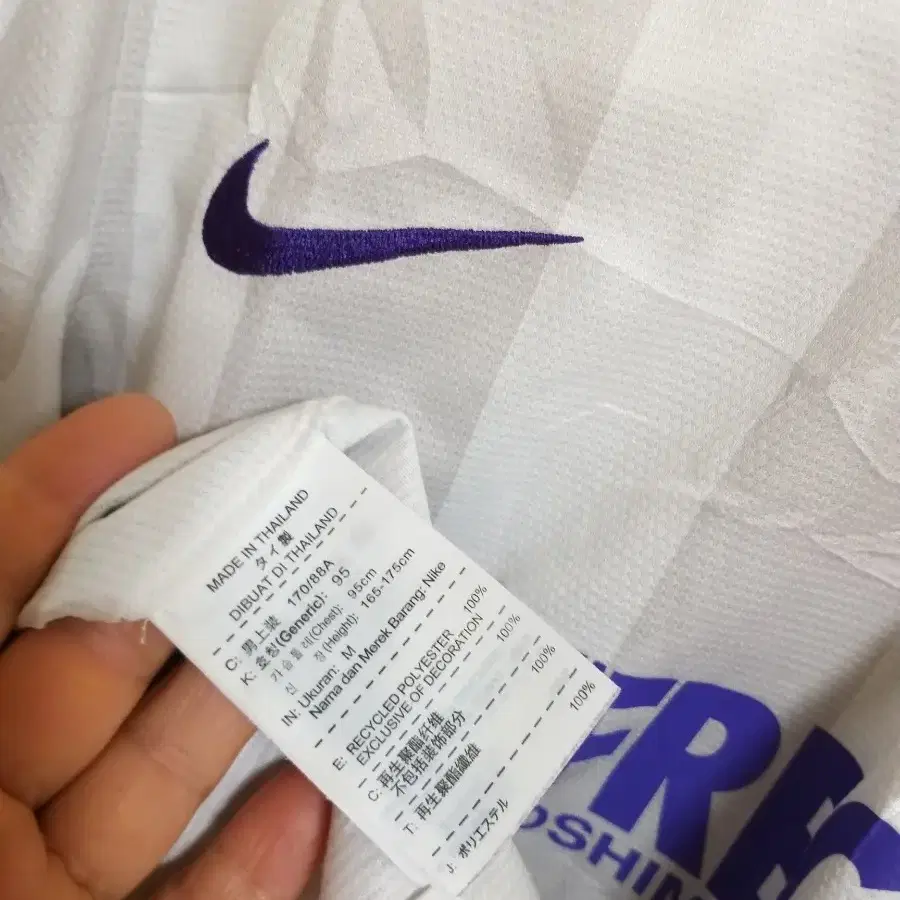 MADE IN THAILAND
タイ製
DIBUAT DI THAILAND
C: 男上装 170/88A
K: 호칭(Generic): 95
가슴둘레(Chest): 95cm
신 장(Height): 165-175cm
IN: Ukuran: M
Nama dan Merek Barang: Nike
E: RECYCLED POLYESTER 100%
EXCLUSIVE OF DECORATION
C: 再生聚酯纤维 100%
不包括装饰部分
T: 再生聚酯纖維 100%
J: ポリエステル 100%
OSHIM